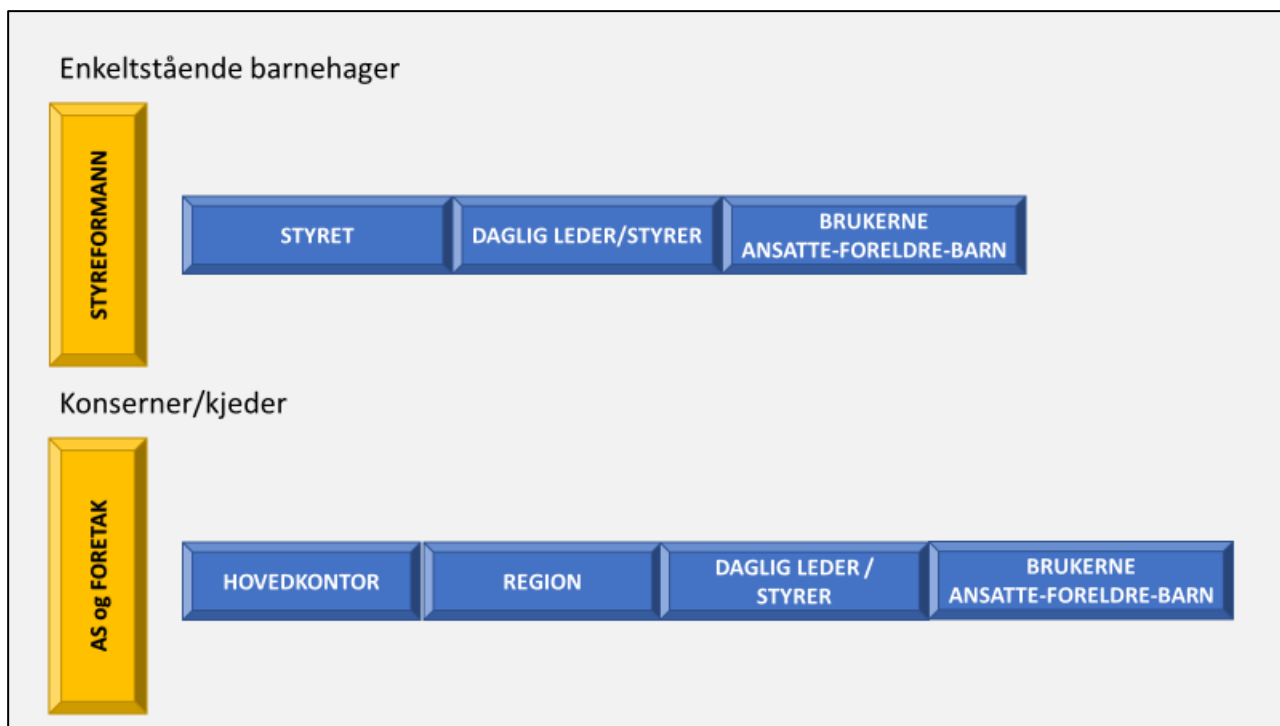 Enkeltstående barnehager
STYREFORMANN
STYRET
DAGLIG LEDER/STYRER
BRUKERNE
ANSATTE-FORELDRE-BARN
Konserner/kjeder
AS og FORETAK
HOVEDKONTOR
REGION
DAGLIG LEDER /
STYRER
BRUKERNE
ANSATTE-FORELDRE-BARN